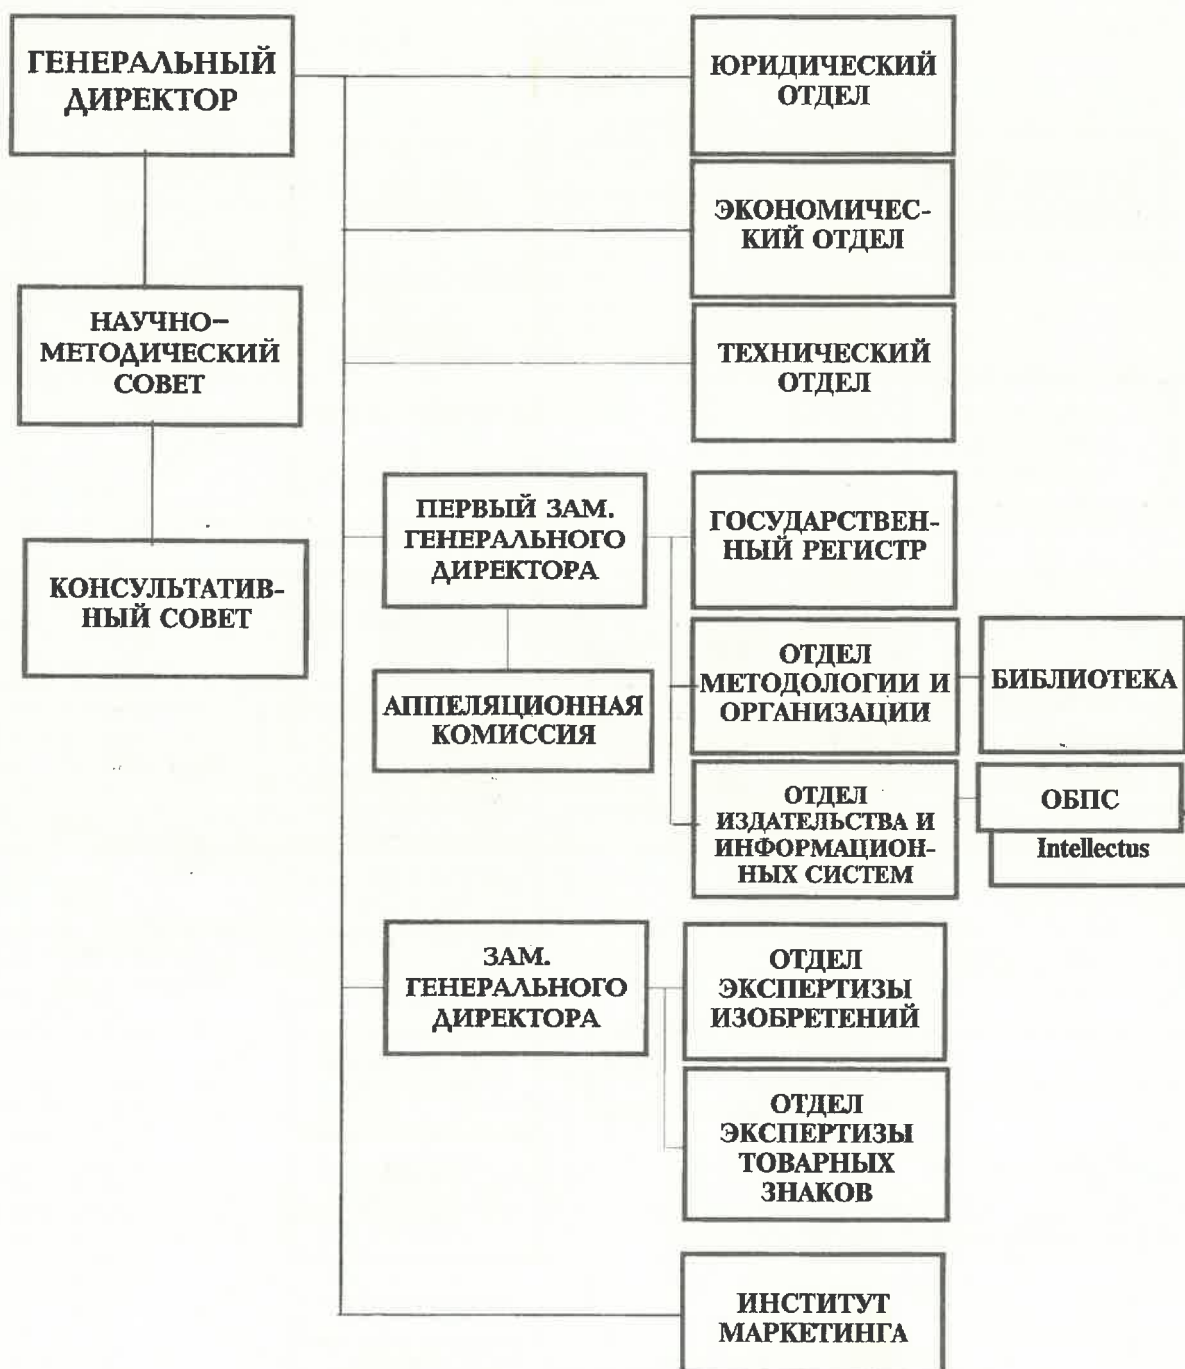 ГЕНЕРАЛЬНЫЙ
ДИРЕКТОР
ЮРИДИЧЕСКИЙ
ОТДЕЛ
ЭКОНОМИЧЕС-
КИЙ ОТДЕЛ
НАУЧНО-
МЕТОДИЧЕСКИЙ
СОВЕТ
ТЕХНИЧЕСКИЙ
ОТДЕЛ
КОНСУЛЬТАТИВ-
НЫЙ СОВЕТ
ПЕРВЫЙ ЗАМ.
ГЕНЕРАЛЬНОГО
ДИРЕКТОРА
ГОСУДАРСТВЕН-
НЫЙ РЕГИСТР
АППЕЛЯЦИОННАЯ
КОМИССИЯ
ОТДЕЛ
МЕТОДОЛОГИИ И
ОРГАНИЗАЦИИ
БИБЛИОТЕКА
ОТДЕЛ
ИЗДАТЕЛЬСТВА И
ИНФОРМАЦИОН-
НЫХ СИСТЕМ
ОБПС
Intellectus
ЗАМ.
ГЕНЕРАЛЬНОГО
ДИРЕКТОРА
ОТДЕЛ
ЭКСПЕРТИЗЫ
ИЗОБРЕТЕНИЙ
ОТДЕЛ
ЭКСПЕРТИЗЫ
ТОВАРНЫХ
ЗНАКОВ
ИНСТИТУТ
МАРКЕТИНГА